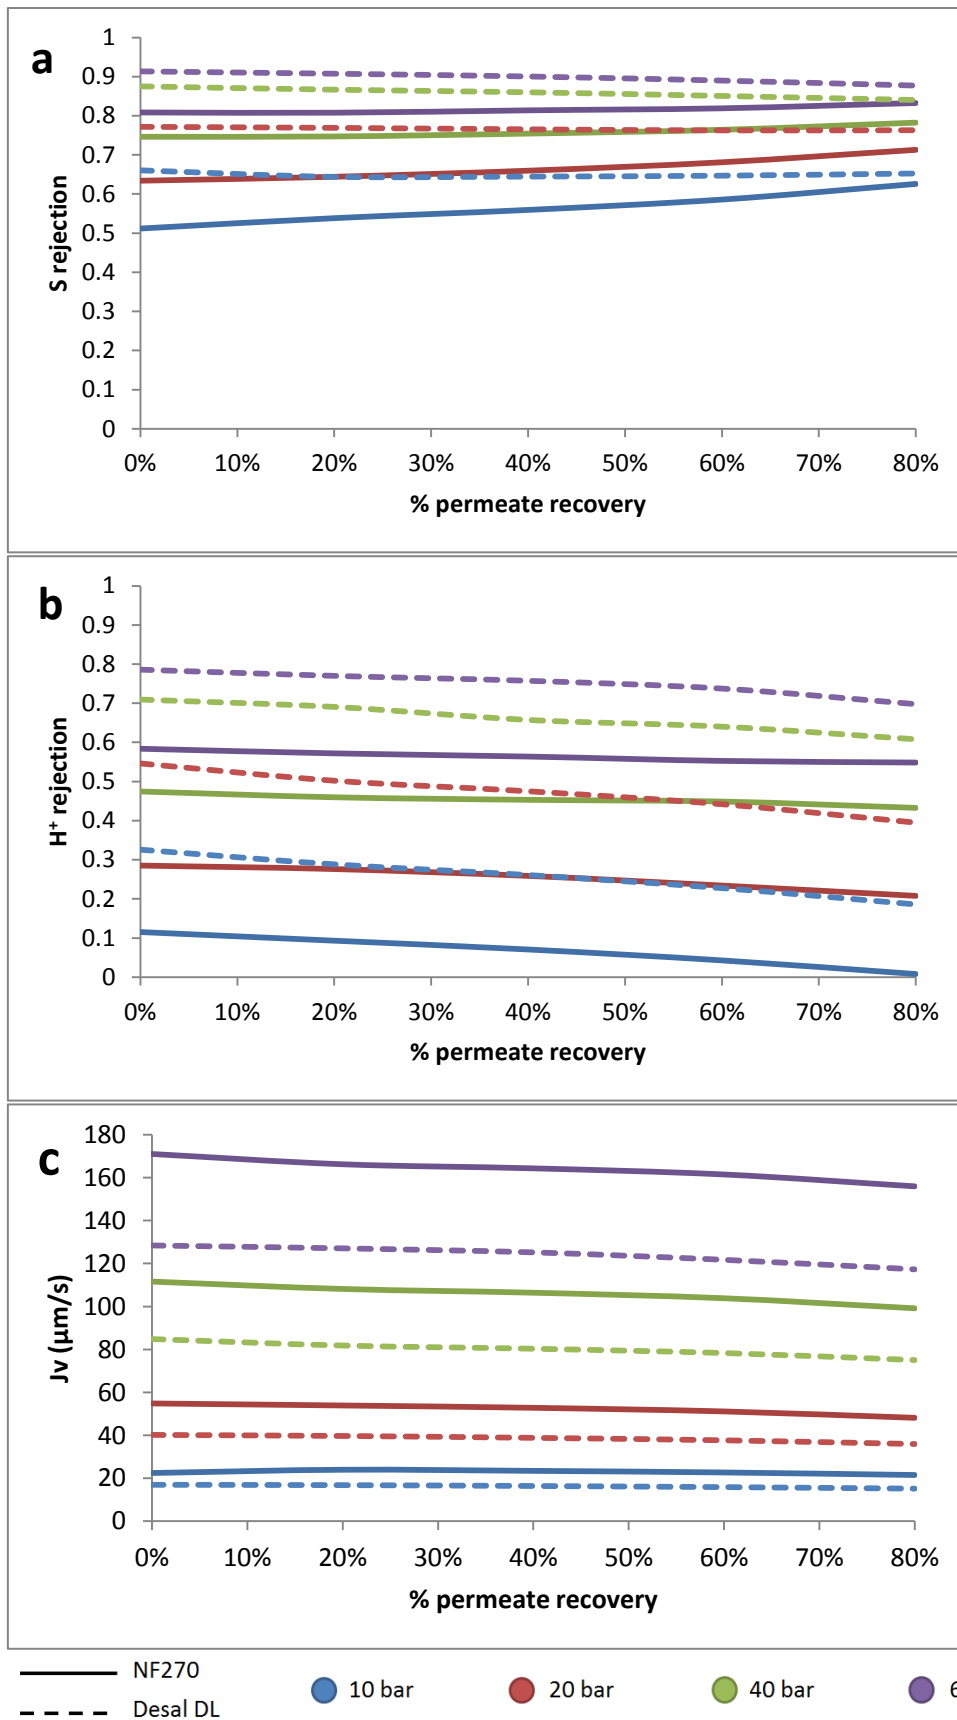 a
S rejection
1
0.9
0.8
0.7
0.6
0.5
0.4
0.3
0.2
0.1
0
0% 10% 20% 30% 40% 50% 60% 70% 80%
% permeate recovery
b
H⁺ rejection
1
0.9
0.8
0.7
0.6
0.5
0.4
0.3
0.2
0.1
0
0% 10% 20% 30% 40% 50% 60% 70% 80%
% permeate recovery
c
Jv (µm/s)
180
160
140
120
100
80
60
40
20
0
0% 10% 20% 30% 40% 50% 60% 70% 80%
% permeate recovery
NF270
Desal DL
10 bar 20 bar 40 bar 6